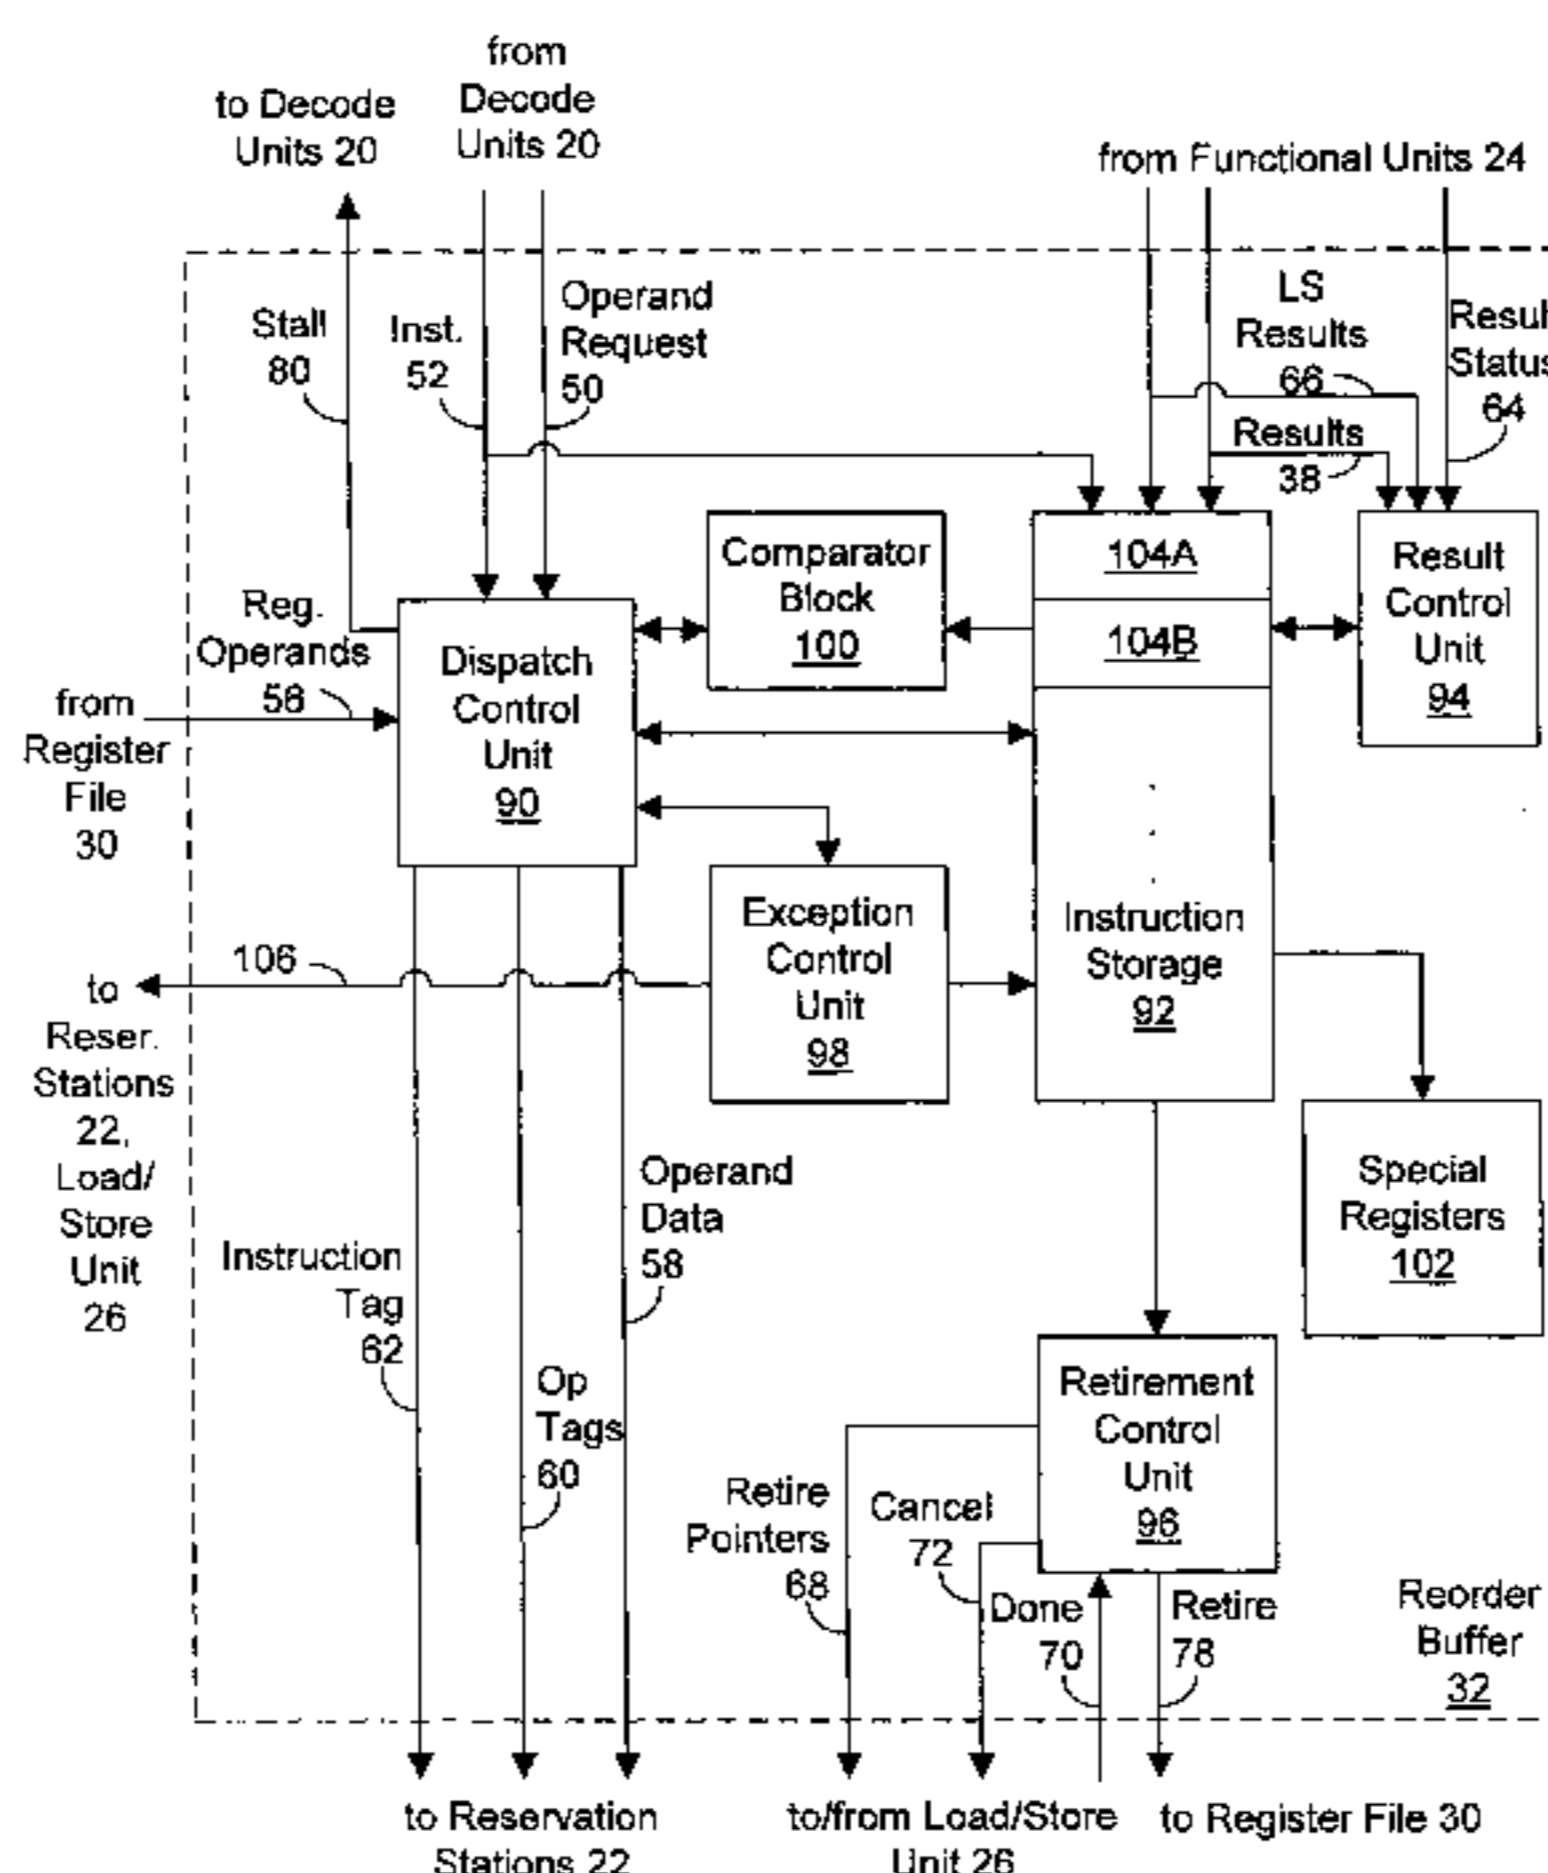 to Decode
Units 20
from
Decode
Units 20
from Functional Units 24
Stall
80
Inst.
52
Operand
Request
50
LS
Results
66
Results
38
Resul
Status
64
Comparator
Block
100
104A
104B
Result
Control
Unit
94
Reg.
Operands
56
from
Register
File
30
Dispatch
Control
Unit
90
Exception
Control
Unit
98
Instruction
Storage
92
106
to
Reser.
Stations
22,
Load/
Store
Unit
26
Special
Registers
102
Operand
Data
58
Instruction
Tag
62
Op
Tags
60
Retirement
Control
Unit
96
Retire
Pointers
68
Cancel
72
Done
70
Retire
78
Reorder
Buffer
32
to Reservation
Stations 22
to/from Load/Store
Unit 26
to Register File 30